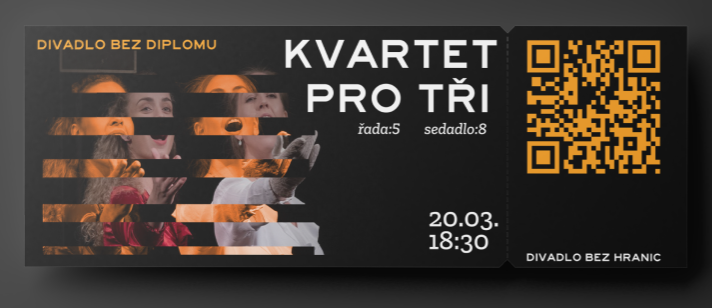 DIVADLO BEZ DIPLOMU
KVARTET
PRO TŘI
řada:5 sedadlo:8
20.03.
18:30
DIVADLO BEZ HRANIC